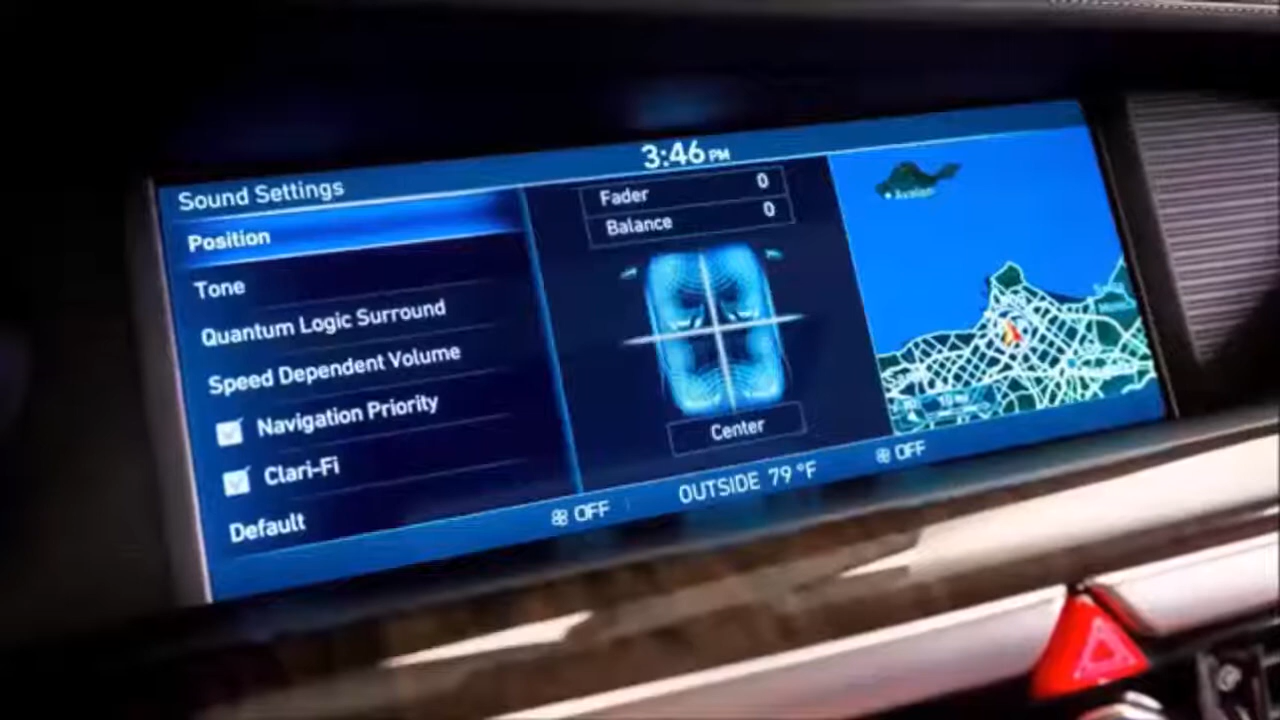 3:46 PM
Sound Settings
Position
Tone
Quantum Logic Surround
Speed Dependent Volume
Navigation Priority
Clari-Fi
Default
Fader 0
Balance 0
Center
Avalon
OFF
OUTSIDE 79 °F
OFF